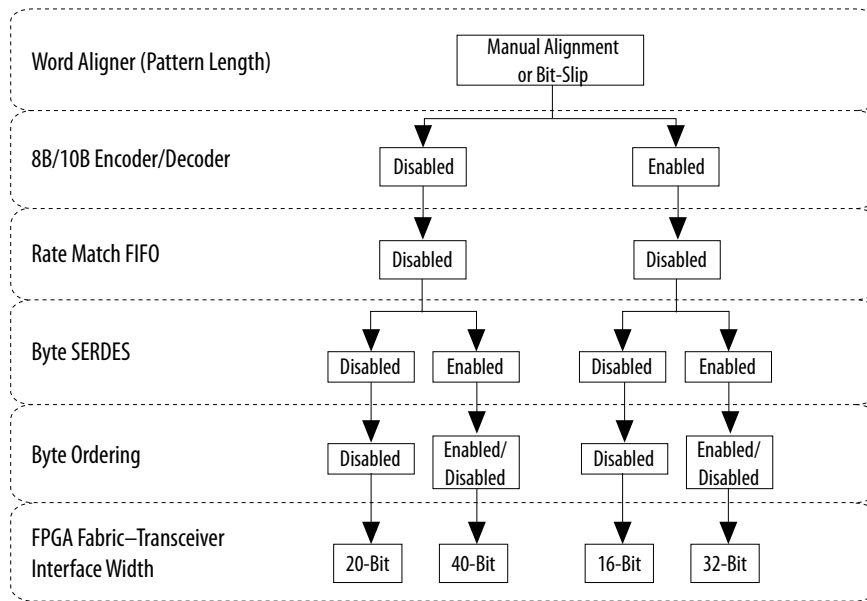 Word Aligner (Pattern Length)
Manual Alignment
or Bit-Slip
8B/10B Encoder/Decoder
Disabled
Enabled
Rate Match FIFO
Disabled
Disabled
Byte SERDES
Disabled
Enabled
Disabled
Enabled
Byte Ordering
Disabled
Enabled/
Disabled
Disabled
Enabled/
Disabled
FPGA Fabric–Transceiver
Interface Width
20-Bit
40-Bit
16-Bit
32-Bit